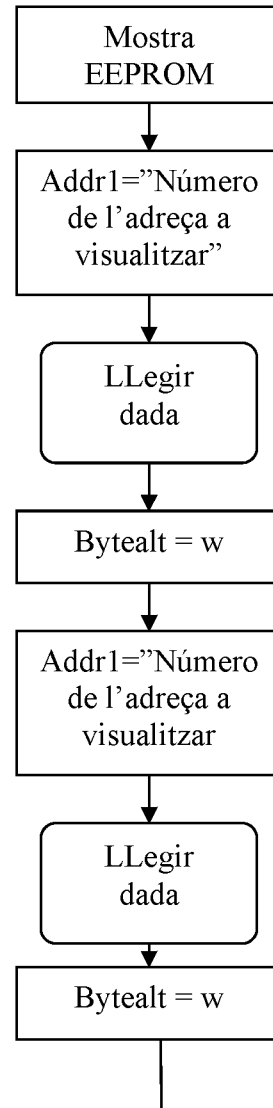 Mostra
EEPROM
Addr1=”Número
de l’adreça a
visualitzar”
LLegir
dada
Bytealt = w
Addr1=”Número
de l’adreça a
visualitzar
LLegir
dada
Bytealt = w